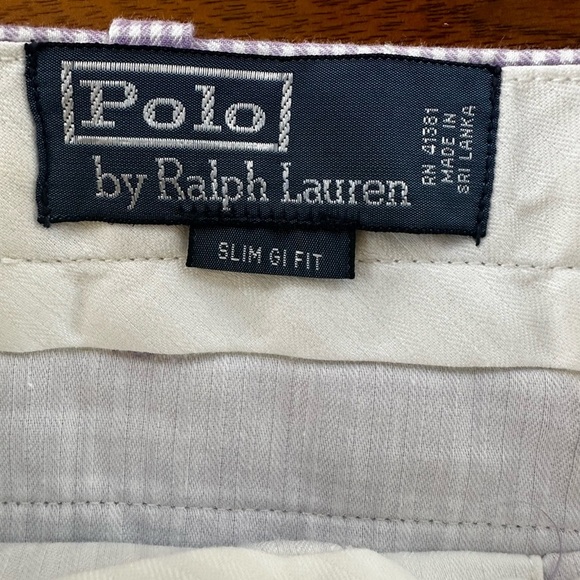 Polo
by Ralph Lauren
RN 41381
MADE IN
SRI LANKA
SLIM GI FIT